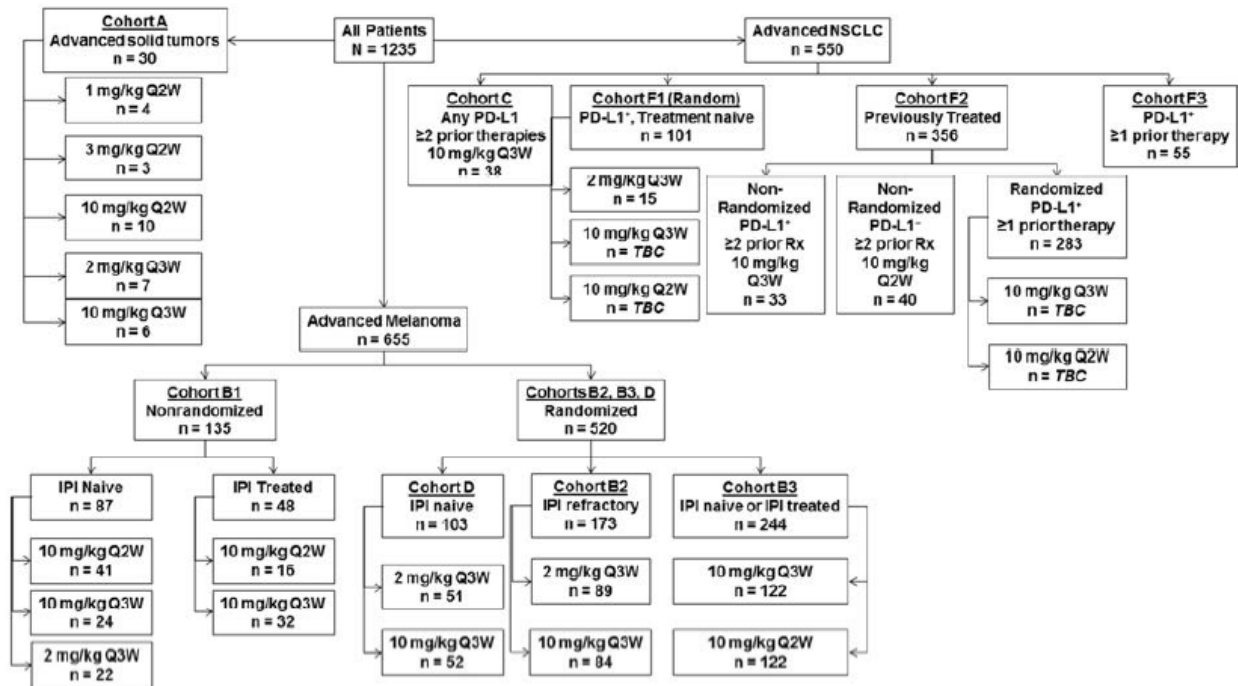 Cohort A
Advanced solid tumors
n = 30
1 mg/kg Q2W
n = 4
3 mg/kg Q2W
n = 3
10 mg/kg Q2W
n = 10
2 mg/kg Q3W
n = 7
10 mg/kg Q3W
n = 6
All Patients
N = 1235
Advanced NSCLC
n = 550
Cohort C
Any PD-L1
≥2 prior therapies
10 mg/kg Q3W
n = 38
Cohort F1 (Random)
PD-L1⁺, Treatment naive
n = 101
2 mg/kg Q3W
n = 15
10 mg/kg Q3W
n = TBC
10 mg/kg Q2W
n = TBC
Cohort F2
Previously Treated
n = 356
Non-
Randomized
PD-L1⁺
≥2 prior Rx
10 mg/kg
Q3W
n = 33
Non-
Randomized
PD-L1⁻
≥2 prior Rx
10 mg/kg
Q2W
n = 40
Randomized
PD-L1⁺
≥1 prior therapy
n = 283
10 mg/kg Q3W
n = TBC
10 mg/kg Q2W
n = TBC
Cohort F3
PD-L1⁺
≥1 prior therapy
n = 55
Advanced Melanoma
n = 655
Cohort B1
Nonrandomized
n = 135
IPI Naive
n = 87
10 mg/kg Q2W
n = 41
10 mg/kg Q3W
n = 24
2 mg/kg Q3W
n = 22
IPI Treated
n = 48
10 mg/kg Q2W
n = 16
10 mg/kg Q3W
n = 32
Cohorts B2, B3, D
Randomized
n = 520
Cohort D
IPI naive
n = 103
2 mg/kg Q3W
n = 51
10 mg/kg Q3W
n = 52
Cohort B2
IPI refractory
n = 173
2 mg/kg Q3W
n = 89
10 mg/kg Q3W
n = 84
Cohort B3
IPI naive or IPI treated
n = 244
10 mg/kg Q3W
n = 122
10 mg/kg Q2W
n = 122